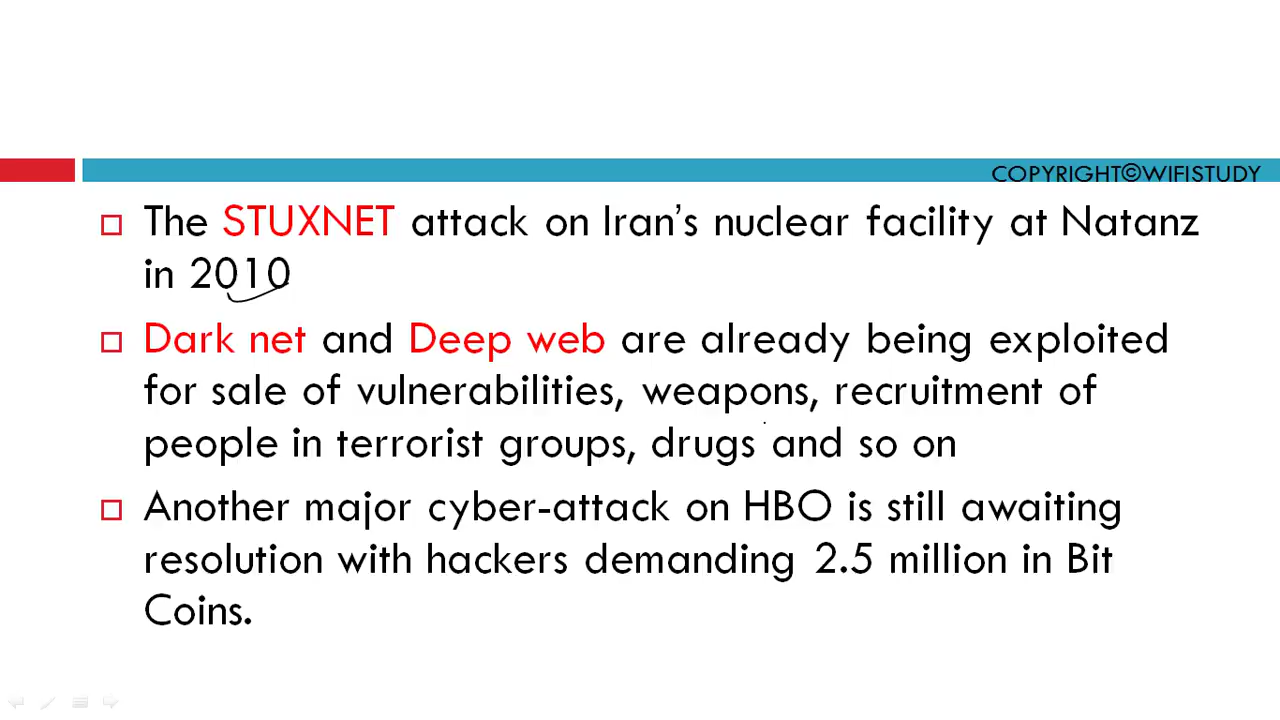 COPYRIGHT©WIFISTUDY
The STUXNET attack on Iran’s nuclear facility at Natanz
in 2010
Dark net and Deep web are already being exploited
for sale of vulnerabilities, weapons, recruitment of
people in terrorist groups, drugs and so on
Another major cyber-attack on HBO is still awaiting
resolution with hackers demanding 2.5 million in Bit
Coins.